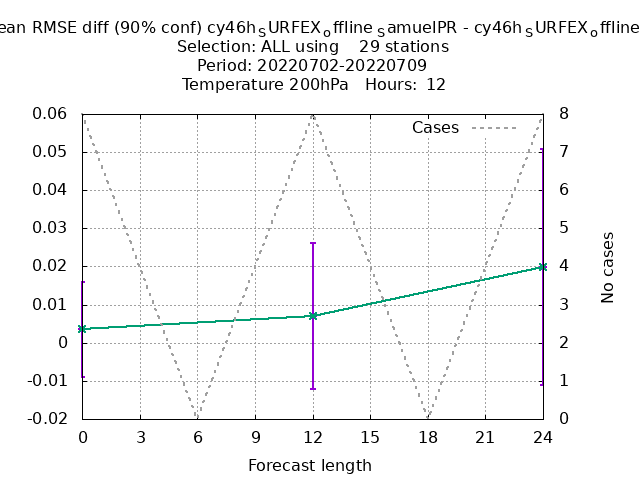 ean RMSE diff (90% conf) cy46h_SURFEX_offline_SamuelPR - cy46h_SURFEX_offline
Selection: ALL using    29 stations
Period: 20220702-20220709
Temperature 200hPa   Hours:  12
Cases
0.06
0.05
0.04
0.03
0.02
0.01
0
-0.01
-0.02
8
7
6
5
4
3
2
1
0
No cases
0 3 6 9 12 15 18 21 24
Forecast length